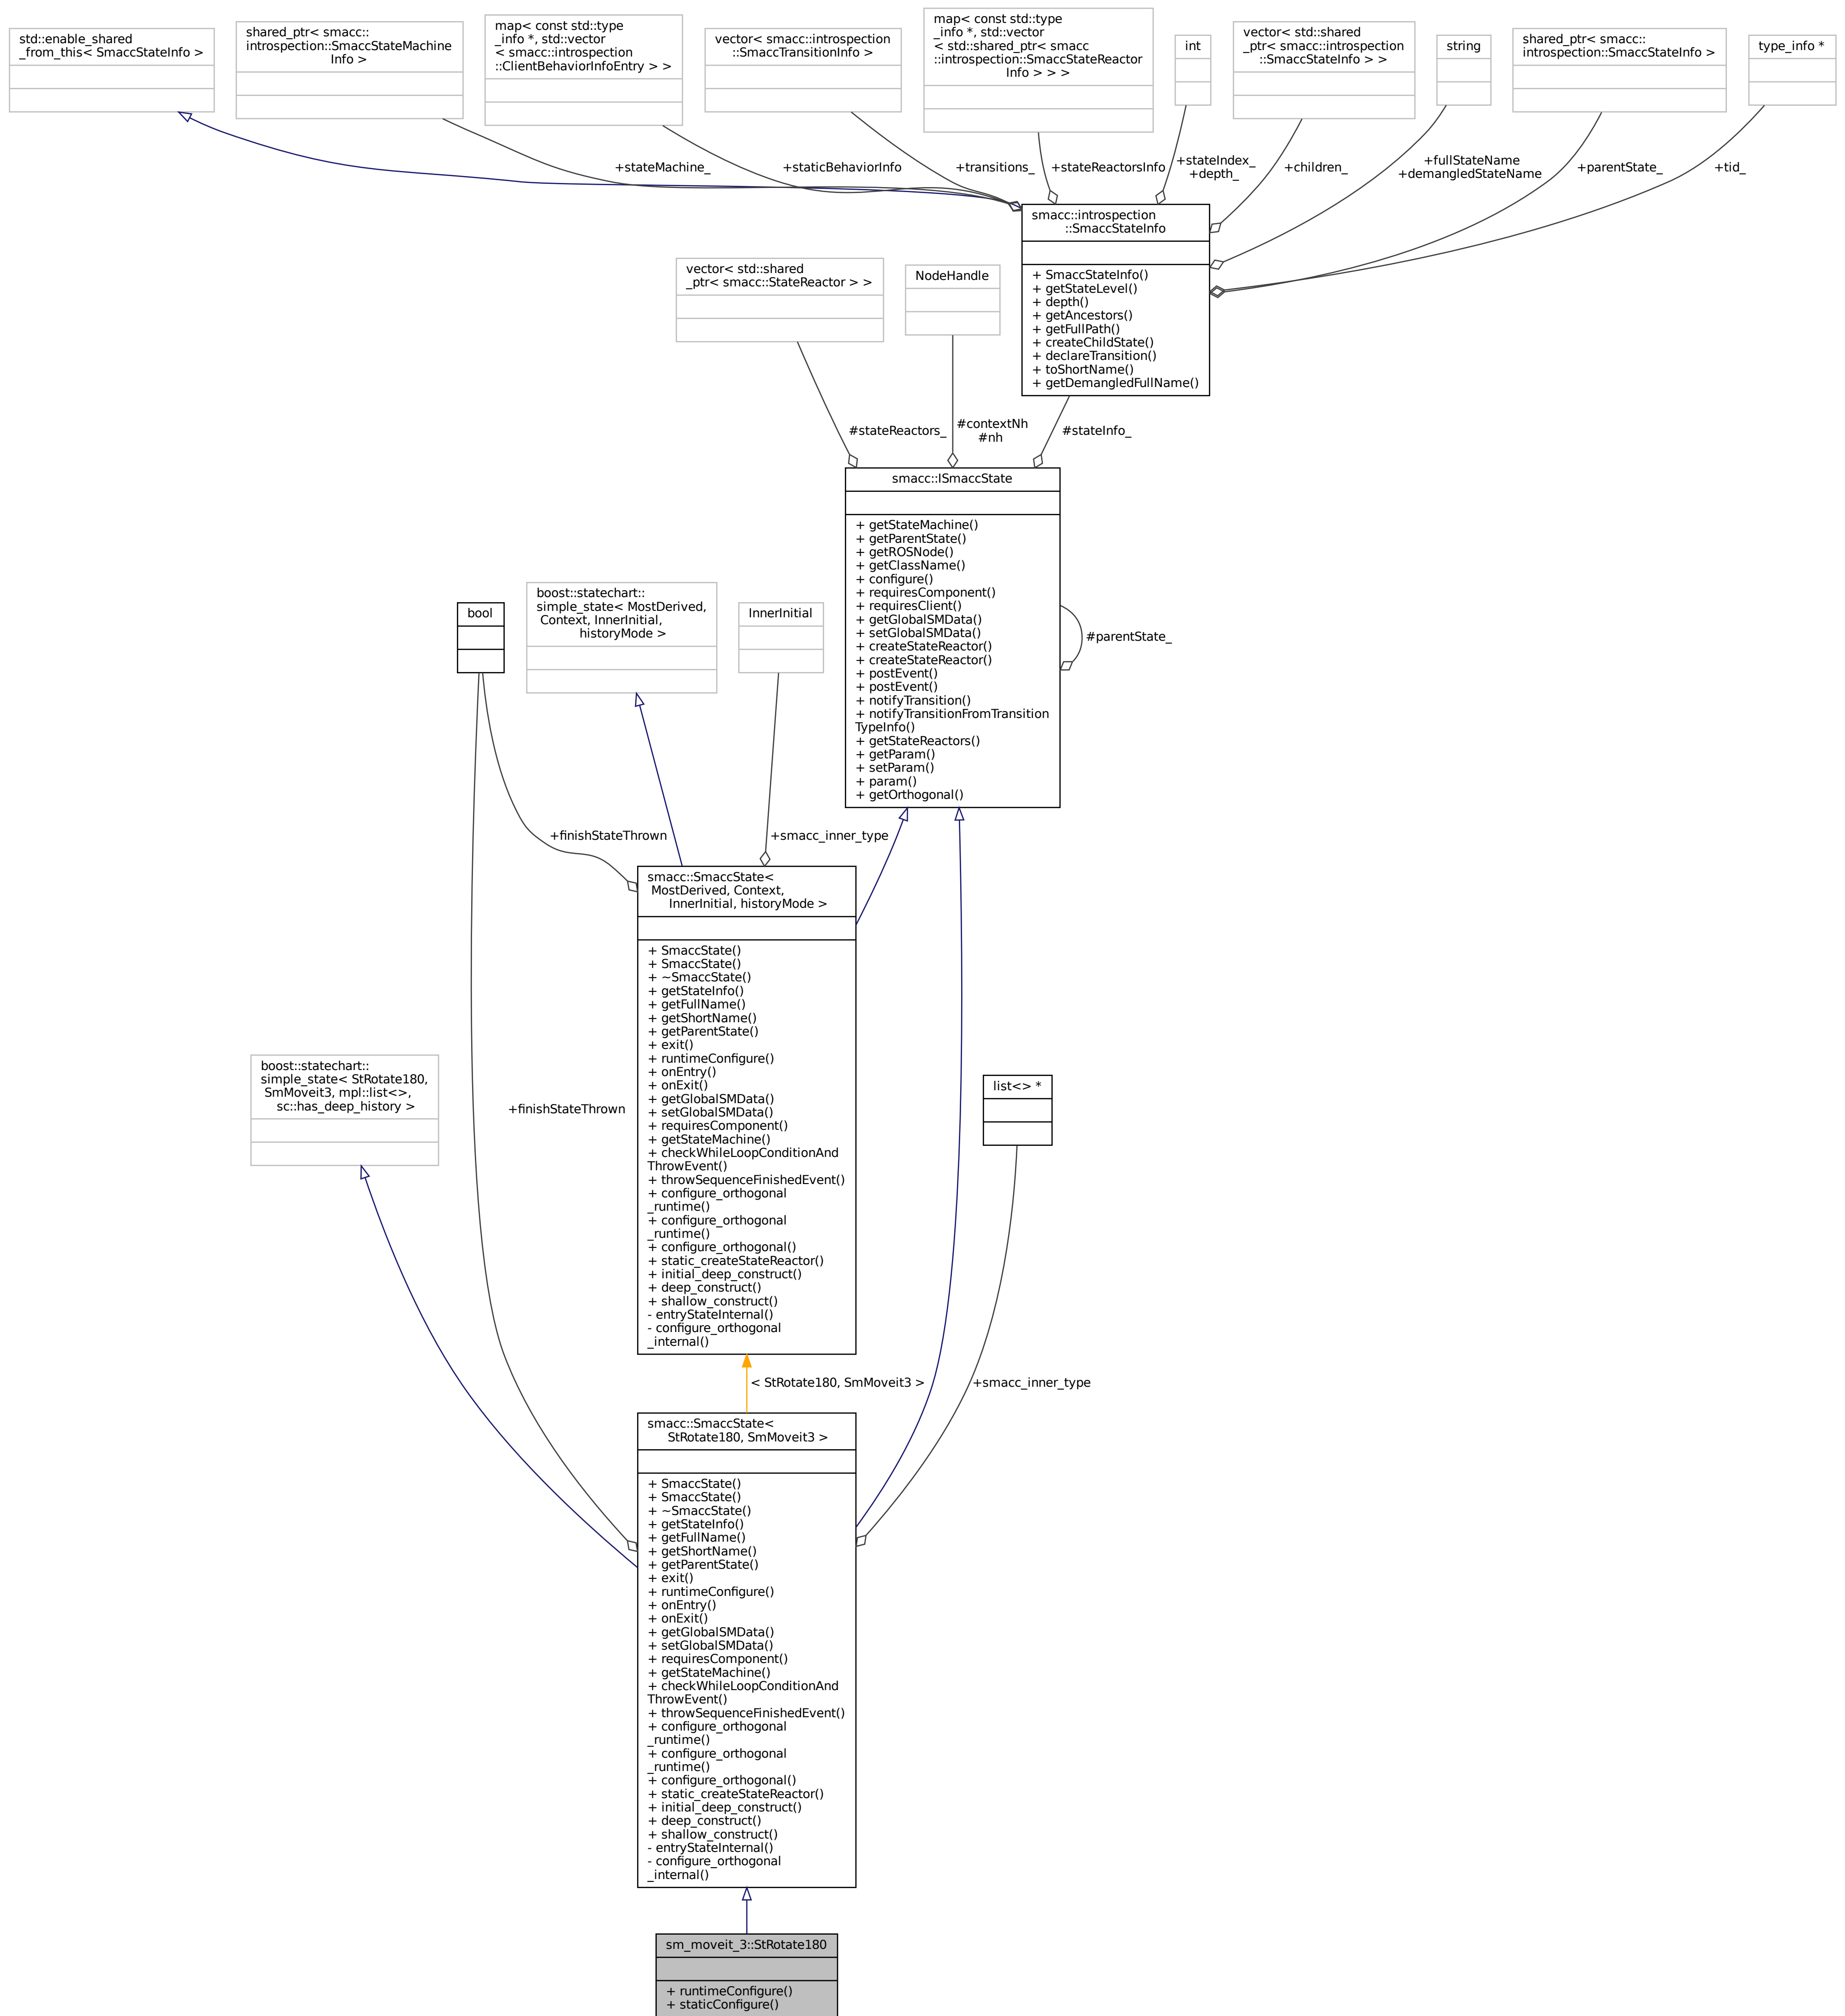 std::enable_shared
_from_this< SmaccStateInfo >
shared_ptr< smacc::
introspection::SmaccStateMachine
Info >
map< const std::type
_info *, std::vector
< smacc::introspection
::ClientBehaviorInfoEntry > >
vector< smacc::introspection
::SmaccTransitionInfo >
map< const std::type
_info *, std::vector
< std::shared_ptr< smacc
::introspection::SmaccStateReactor
Info > > >
int
vector< std::shared
_ptr< smacc::introspection
::SmaccStateInfo > >
string
shared_ptr< smacc::
introspection::SmaccStateInfo >
type_info *
+stateMachine_
+staticBehaviorInfo
+transitions_
+stateReactorsInfo
+stateIndex_
+depth_
+children_
+fullStateName
+demangledStateName
+parentState_
+tid_
smacc::introspection
::SmaccStateInfo
+ SmaccStateInfo()
+ getStateLevel()
+ depth()
+ getAncestors()
+ getFullPath()
+ createChildState()
+ declareTransition()
+ toShortName()
+ getDemangledFullName()
vector< std::shared
_ptr< smacc::StateReactor > >
NodeHandle
#stateReactors_
#contextNh
#nh
#stateInfo_
smacc::ISmaccState
+ getStateMachine()
+ getParentState()
+ getROSNode()
+ getClassName()
+ configure()
+ requiresComponent()
+ requiresClient()
+ getGlobalSMData()
+ setGlobalSMData()
+ createStateReactor()
+ createStateReactor()
+ postEvent()
+ postEvent()
+ notifyTransition()
+ notifyTransitionFromTransition
TypeInfo()
+ getStateReactors()
+ getParam()
+ setParam()
+ param()
+ getOrthogonal()
#parentState_
bool
boost::statechart::
simple_state< MostDerived,
Context, InnerInitial,
historyMode >
InnerInitial
+finishStateThrown
+smacc_inner_type
smacc::SmaccState<
MostDerived, Context,
InnerInitial, historyMode >
+ SmaccState()
+ SmaccState()
+ ~SmaccState()
+ getStateInfo()
+ getFullName()
+ getShortName()
+ getParentState()
+ exit()
+ runtimeConfigure()
+ onEntry()
+ onExit()
+ getGlobalSMData()
+ setGlobalSMData()
+ requiresComponent()
+ getStateMachine()
+ checkWhileLoopConditionAnd
ThrowEvent()
+ throwSequenceFinishedEvent()
+ configure_orthogonal
_runtime()
+ configure_orthogonal
_runtime()
+ configure_orthogonal()
+ static_createStateReactor()
+ initial_deep_construct()
+ deep_construct()
+ shallow_construct()
- entryStateInternal()
- configure_orthogonal
_internal()
boost::statechart::
simple_state< StRotate180,
SmMoveit3, mpl::list<>,
sc::has_deep_history >
+finishStateThrown
list<> *
< StRotate180, SmMoveit3 >
+smacc_inner_type
smacc::SmaccState<
StRotate180, SmMoveit3 >
+ SmaccState()
+ SmaccState()
+ ~SmaccState()
+ getStateInfo()
+ getFullName()
+ getShortName()
+ getParentState()
+ exit()
+ runtimeConfigure()
+ onEntry()
+ onExit()
+ getGlobalSMData()
+ setGlobalSMData()
+ requiresComponent()
+ getStateMachine()
+ checkWhileLoopConditionAnd
ThrowEvent()
+ throwSequenceFinishedEvent()
+ configure_orthogonal
_runtime()
+ configure_orthogonal
_runtime()
+ configure_orthogonal()
+ static_createStateReactor()
+ initial_deep_construct()
+ deep_construct()
+ shallow_construct()
- entryStateInternal()
- configure_orthogonal
_internal()
sm_moveit_3::StRotate180
+ runtimeConfigure()
+ staticConfigure()